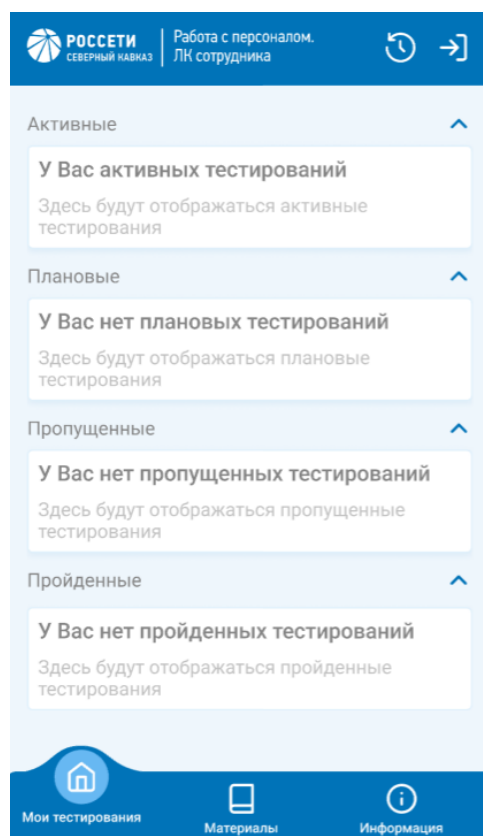 РОССЕТИ
СЕВЕРНЫЙ КАВКАЗ
Работа с персоналом.
ЛК сотрудника
Активные
У Вас активных тестирований
Здесь будут отображаться активные
тестирования
Плановые
У Вас нет плановых тестирований
Здесь будут отображаться плановые
тестирования
Пропущенные
У Вас нет пропущенных тестирований
Здесь будут отображаться пропущенные
тестирования
Пройденные
У Вас нет пройденных тестирований
Здесь будут отображаться пройденные
тестирования
Мои тестирования
Материалы
Информация